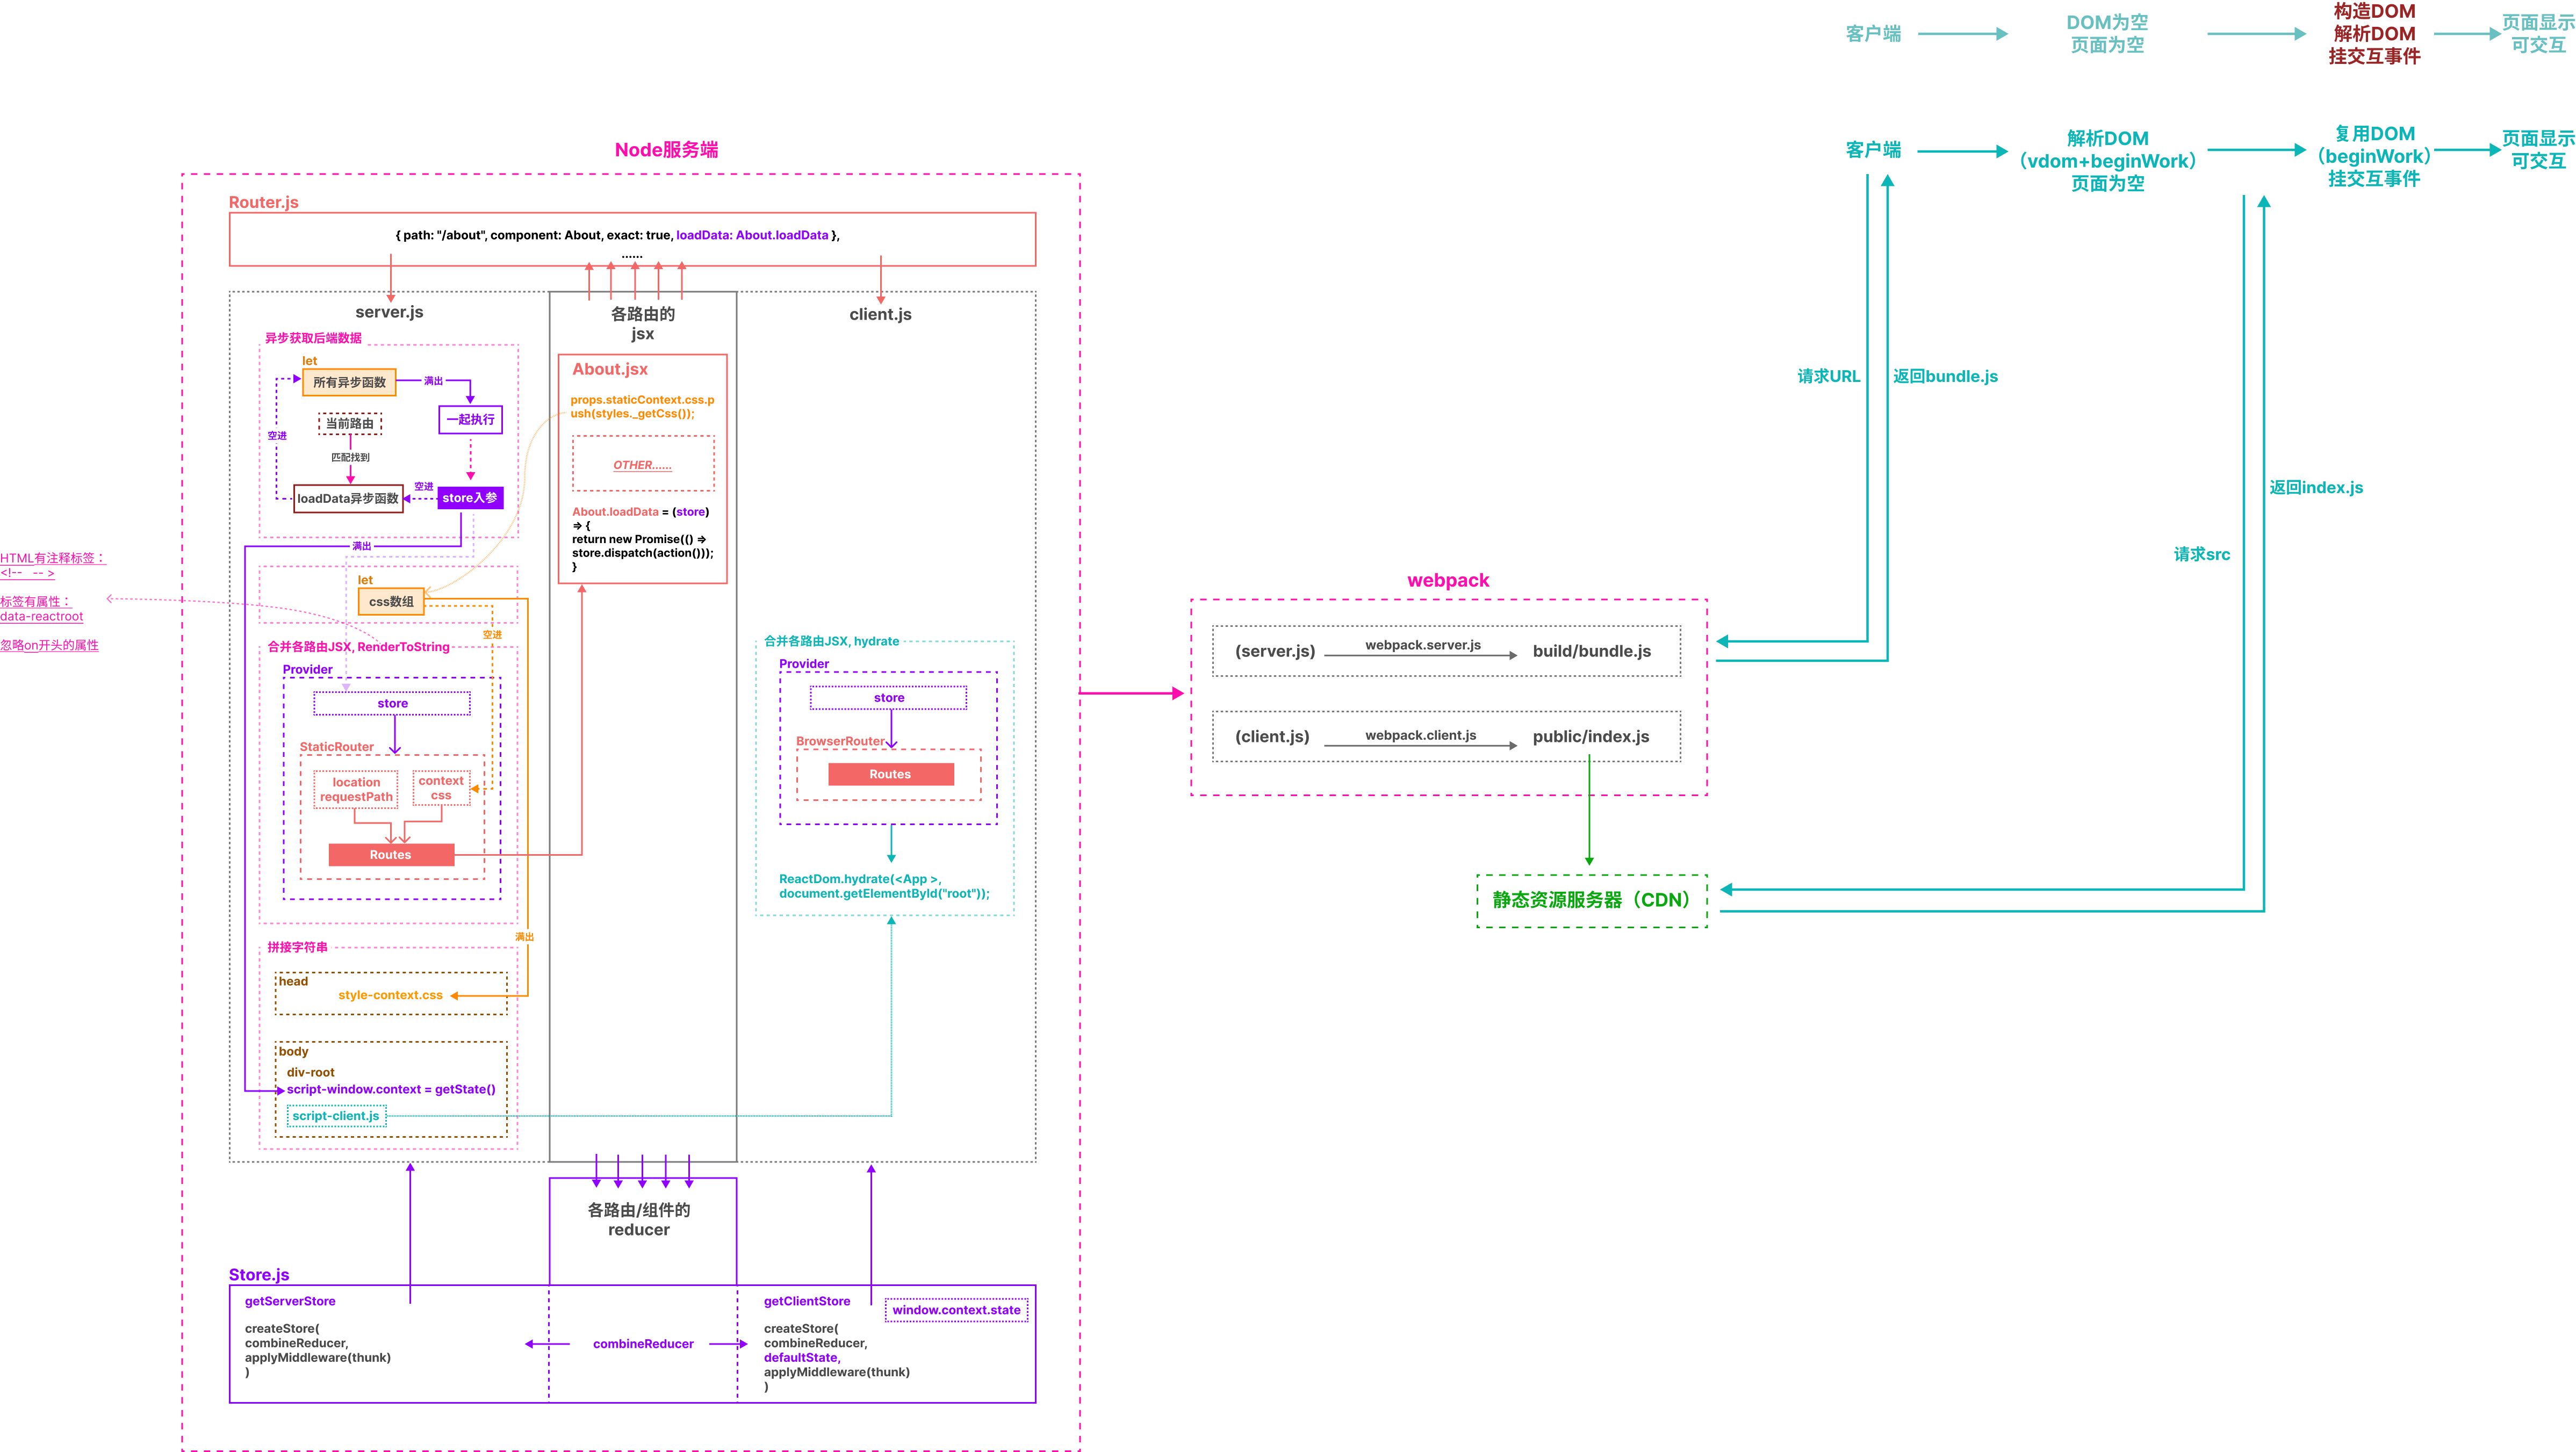 客户端
DOM为空
页面为空
构造DOM
解析DOM
挂交互事件
页面显示
可交互
客户端
解析DOM
（vdom+beginWork）
页面为空
复用DOM
（beginWork）
挂交互事件
页面显示
可交互
请求URL
返回bundle.js
请求src
返回index.js
Node服务端
Router.js
{ path: "/about", component: About, exact: true, loadData: About.loadData },
......
server.js
异步获取后端数据
let
所有异步函数
满出
一起执行
当前路由
空进
匹配找到
loadData异步函数
空进
store入参
满出
let
css数组
空进
HTML有注释标签：
<!-- -- >
标签有属性：
data-reactroot
忽略on开头的属性
合并各路由JSX, RenderToString
Provider
store
StaticRouter
location
requestPath
context
css
Routes
满出
拼接字符串
head
style-context.css
body
div-root
script-window.context = getState()
script-client.js
各路由的
jsx
About.jsx
props.staticContext.css.p
ush(styles._getCss());
OTHER......
About.loadData = (store)
=> {
return new Promise(() =>
store.dispatch(action()));
}
client.js
合并各路由JSX, hydrate
Provider
store
BrowserRouter
Routes
ReactDom.hydrate(<App >,
document.getElementById("root"));
各路由/组件的
reducer
Store.js
getServerStore
createStore(
combineReducer,
applyMiddleware(thunk)
)
combineReducer
getClientStore
window.context.state
createStore(
combineReducer,
defaultState,
applyMiddleware(thunk)
)
webpack
(server.js)
webpack.server.js
build/bundle.js
(client.js)
webpack.client.js
public/index.js
静态资源服务器（CDN）